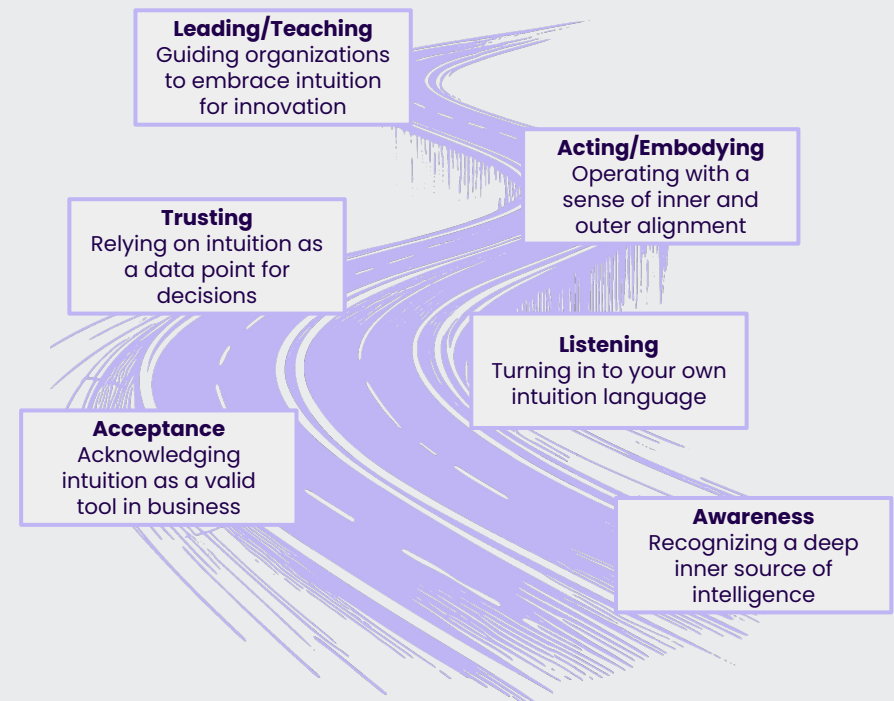 Leading/Teaching
Guiding organizations
to embrace intuition
for innovation
Acting/Embodying
Operating with a
sense of inner and
outer alignment
Trusting
Relying on intuition as
a data point for
decisions
Listening
Turning in to your own
intuition language
Acceptance
Acknowledging
intuition as a valid
tool in business
Awareness
Recognizing a deep
inner source of
intelligence